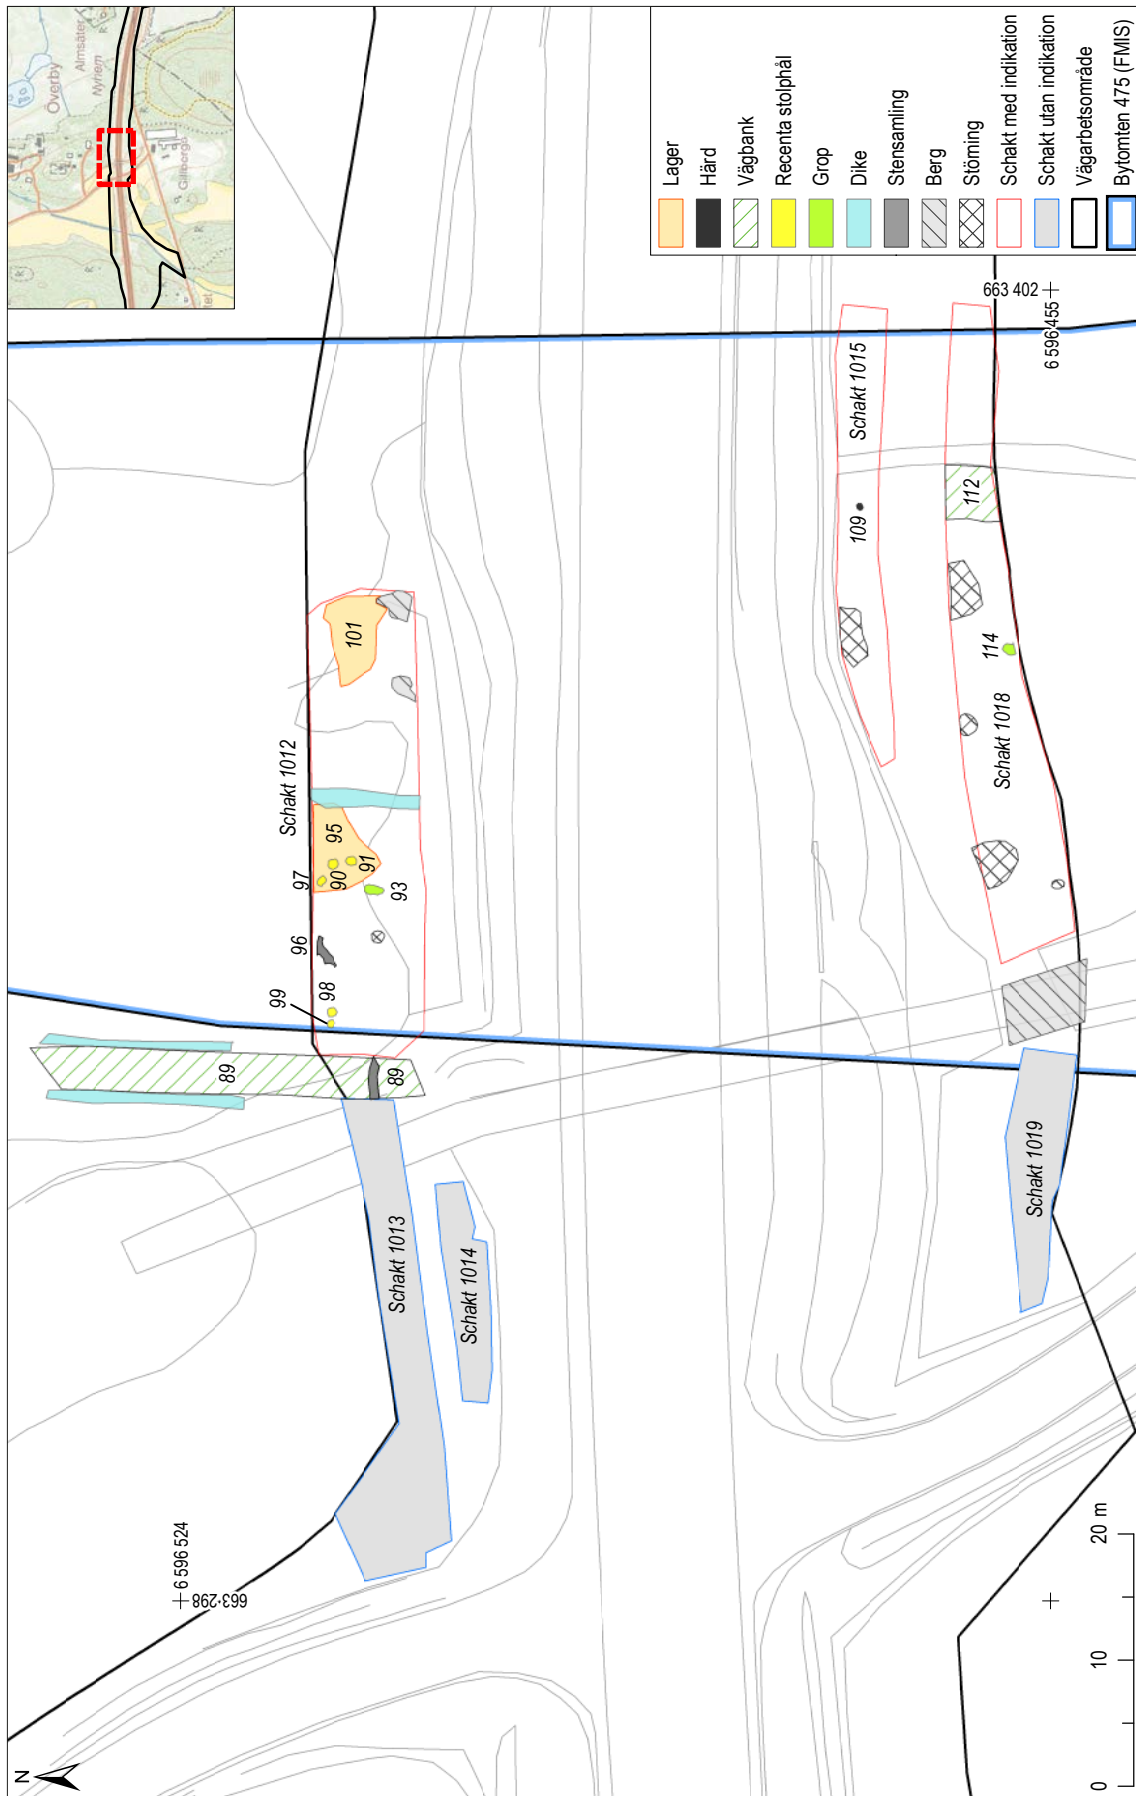 N
6 596 524
663 298
Överby
Almsäter
Nyhem
Gillberga
R
R
R
R
tet
Schakt 1012
99
98
96
97
90
95
91
93
101
89
89
Schakt 1013
Schakt 1014
Schakt 1015
109
112
114
Schakt 1018
Schakt 1019
663 402
6 596 455
Lager
Härd
Vägbank
Recenta stolphål
Grop
Dike
Stensamling
Berg
Störning
Schakt med indikation
Schakt utan indikation
Vägarbetsområde
Bytomten 475 (FMIS)
0 10 20 m